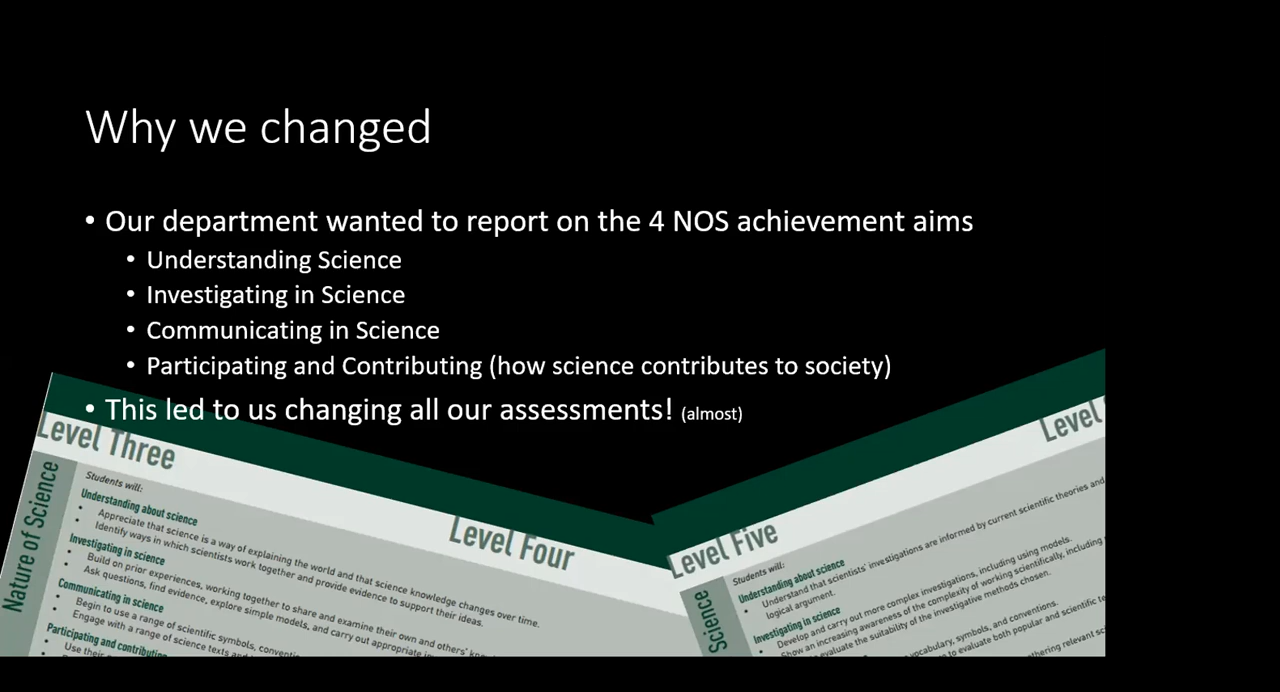 Why we changed
• Our department wanted to report on the 4 NOS achievement aims
• Understanding Science
• Investigating in Science
• Communicating in Science
• Participating and Contributing (how science contributes to society)
• This led to us changing all our assessments! (almost)
Level Three
Level Four
Nature of Science
Students will:
Understanding about science
• Appreciate that science is a way of explaining the world and that science knowledge changes over time.
• Identify ways in which scientists work together and provide evidence to support their ideas.
Investigating in science
• Build on prior experiences, working together to share and examine their own and others'
• Ask questions, find evidence, explore simple models, and carry out appropriate
Communicating in science
• Begin to use a range of scientific symbols,
• Engage with a range of science texts
Participating and
• Use their
Level Five
Level
Science
Students will:
Understanding about science
• Understand that scientists' investigations are informed by current scientific theories and
logical argument.
Investigating in science
• Develop and carry out more complex investigations, including using models.
• Show an increasing awareness of the complexity of working scientifically, including
evaluate the suitability of the investigative methods chosen.
vocabulary, symbols, and conventions.
to evaluate both popular and scientific
relevant